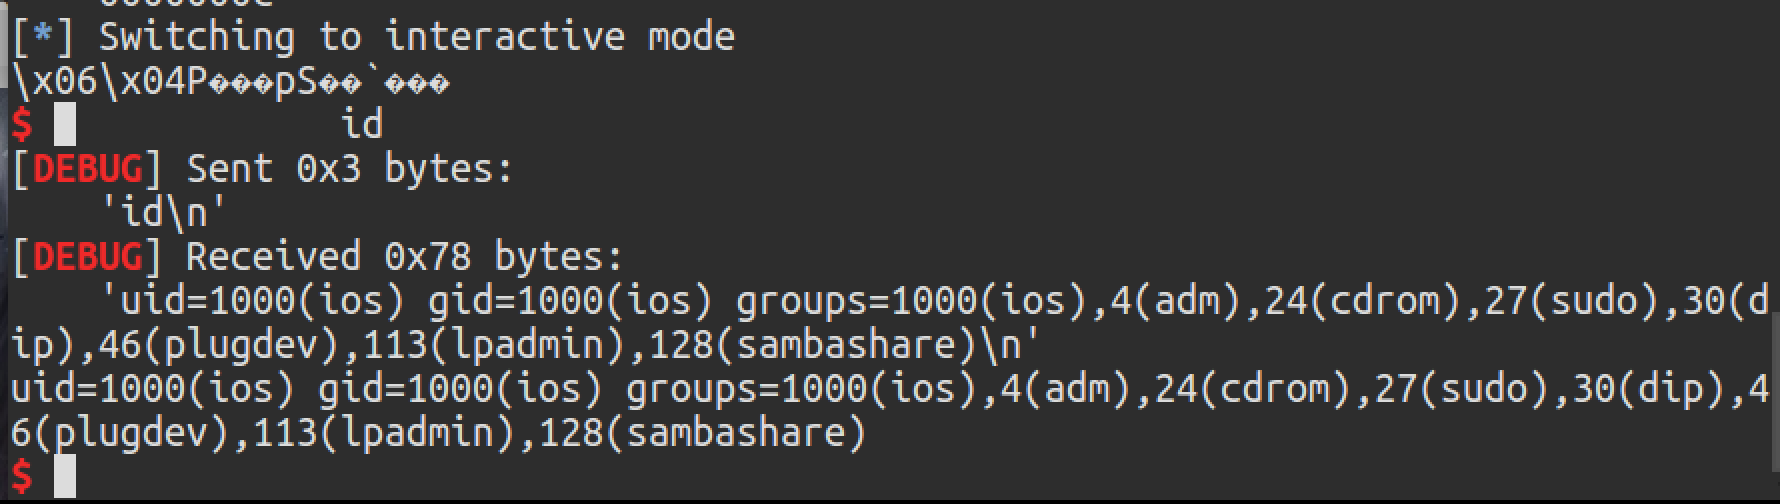 [*] Switching to interactive mode
\x06\x04P���pS��`���
$ id
[DEBUG] Sent 0x3 bytes:
'id\n'
[DEBUG] Received 0x78 bytes:
'uid=1000(ios) gid=1000(ios) groups=1000(ios),4(adm),24(cdrom),27(sudo),30(d
ip),46(plugdev),113(lpadmin),128(sambashare)\n'
uid=1000(ios) gid=1000(ios) groups=1000(ios),4(adm),24(cdrom),27(sudo),30(dip),4
6(plugdev),113(lpadmin),128(sambashare)
$